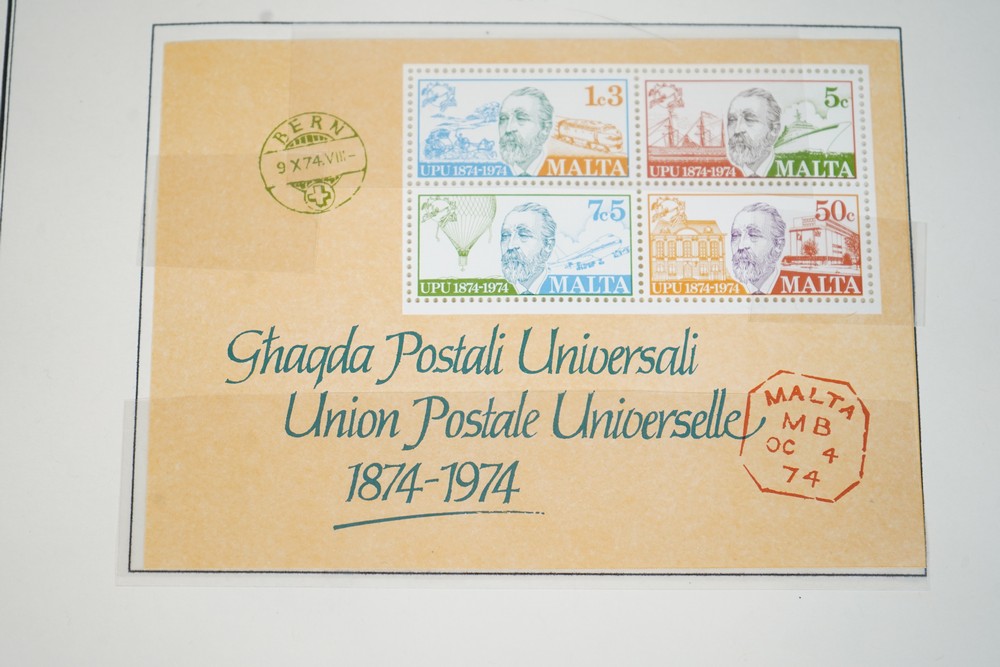 BERN
9 X 74. VIII-
1c3
UPU 1874-1974 MALTA
5c
UPU 1874-1974 MALTA
7c5
UPU 1874-1974 MALTA
50c
UPU 1874-1974 MALTA
Għaqda Postali Universali
Union Postale Universelle
1874-1974
MALTA
MB
OC 4
74